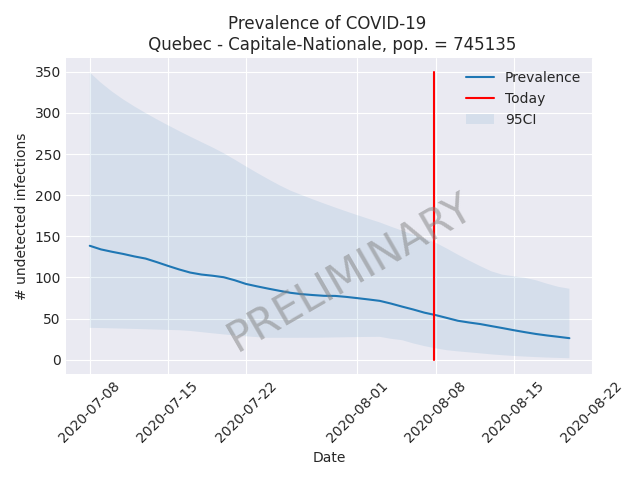 Prevalence of COVID-19
Quebec - Capitale-Nationale, pop. = 745135
Prevalence
Today
95CI
PRELIMINARY
# undetected infections
350
300
250
200
150
100
50
0
2020-07-08
2020-07-15
2020-07-22
2020-08-01
2020-08-08
2020-08-15
2020-08-22
Date